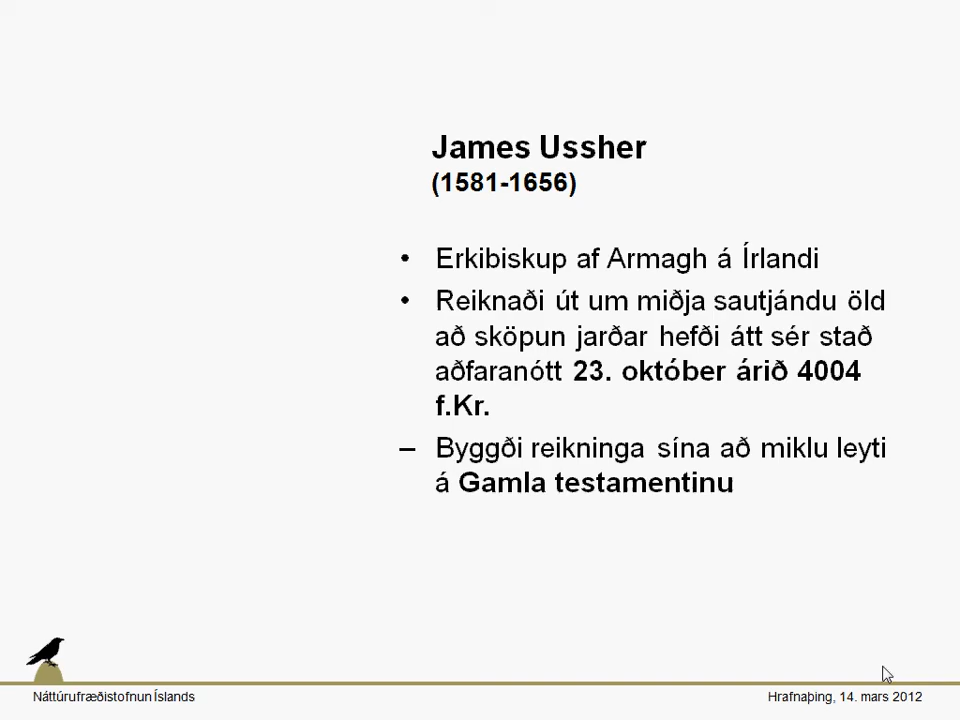 James Ussher
(1581-1656)
• Erkibiskup af Armagh á Írlandi
• Reiknaði út um miðja sautjándu öld
að sköpun jarðar hefði átt sér stað
aðfaranótt 23. október árið 4004
f.Kr.
– Byggði reikninga sína að miklu leyti
á Gamla testamentinu
Náttúrufræðistofnun Íslands
Hrafnaþing, 14. mars 2012